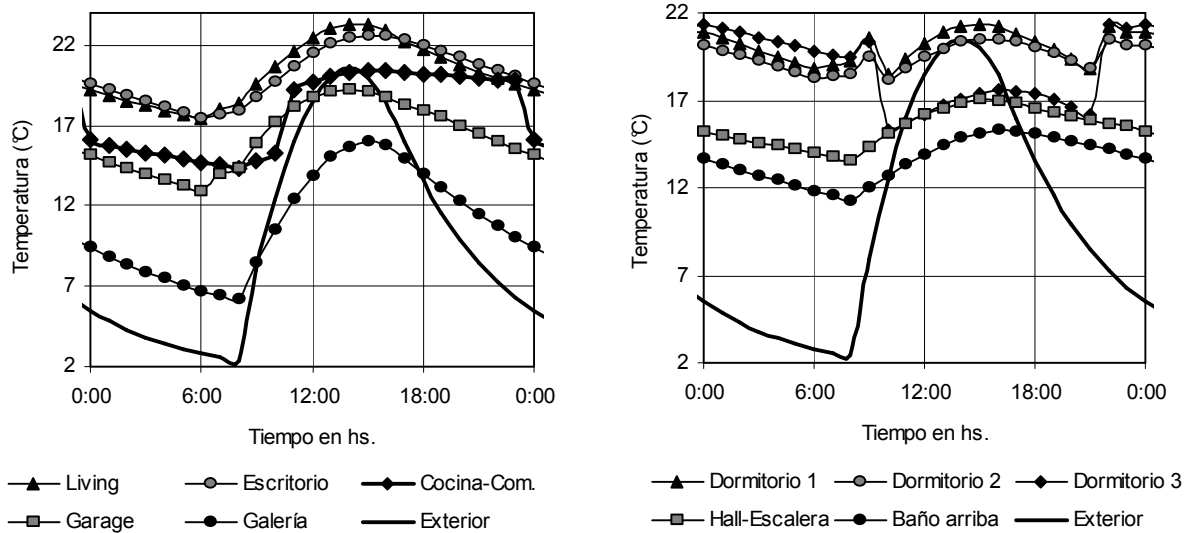 22
17
12
7
2
Temperatura (°C)
0:00 6:00 12:00 18:00 0:00
Tiempo en hs.
Living Escritorio Cocina-Com.
Garage Galería Exterior
22
17
12
7
2
Temperatura (°C)
0:00 6:00 12:00 18:00 0:00
Tiempo en hs.
Dormitorio 1 Dormitorio 2 Dormitorio 3
Hall-Escalera Baño arriba Exterior